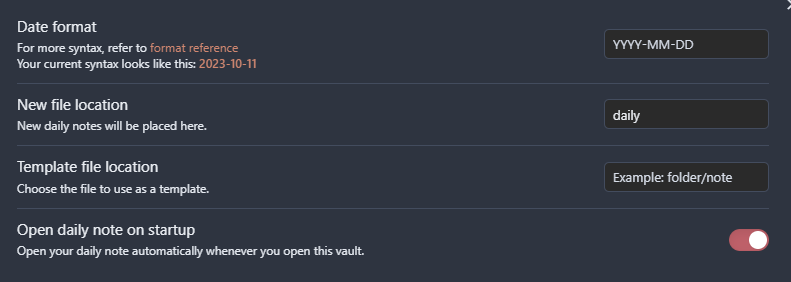 Date format
For more syntax, refer to format reference
Your current syntax looks like this: 2023-10-11
YYYY-MM-DD
New file location
New daily notes will be placed here.
daily
Template file location
Choose the file to use as a template.
Example: folder/note
Open daily note on startup
Open your daily note automatically whenever you open this vault.